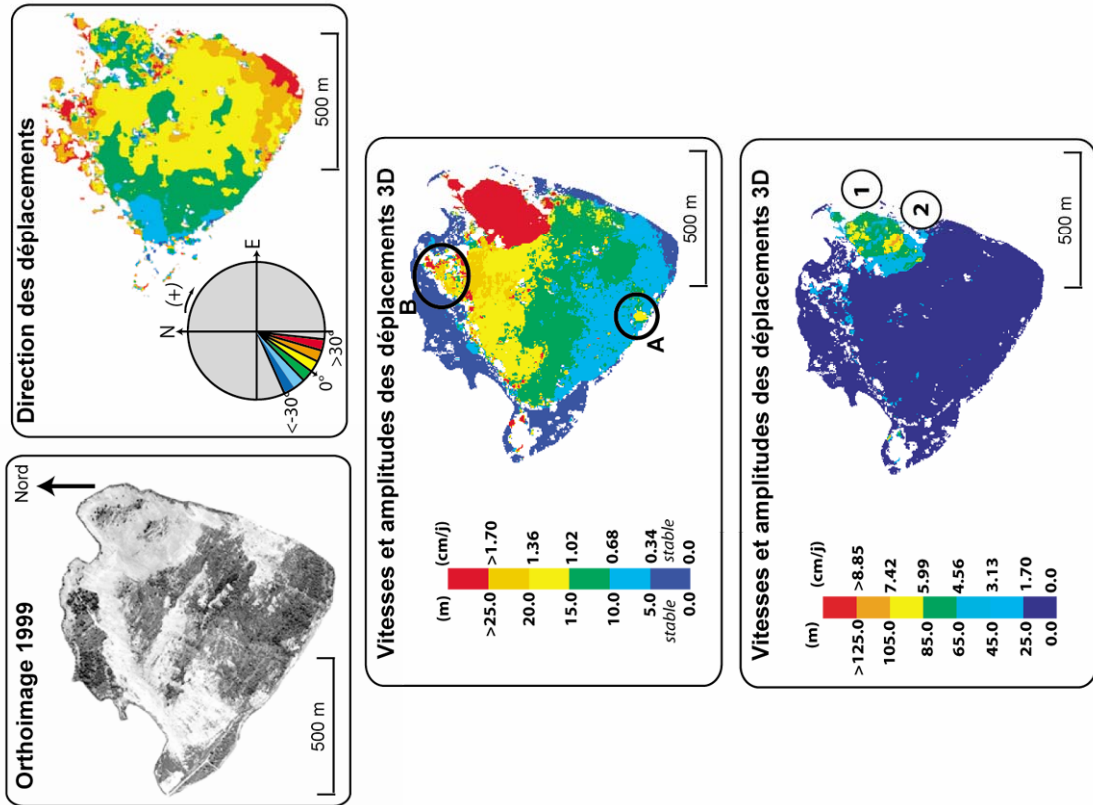 Orthoimage 1999
Nord
500 m
Direction des déplacements
N
(+)
E
<-30°
0°
>30°
500 m
Vitesses et amplitudes des déplacements 3D
(m) (cm/j)
>25.0 >1.70
20.0 1.36
15.0 1.02
10.0 0.68
5.0 0.34
stable stable
0.0 0.0
B
A
500 m
Vitesses et amplitudes des déplacements 3D
(m) (cm/j)
>125.0 >8.85
105.0 7.42
85.0 5.99
65.0 4.56
45.0 3.13
25.0 1.70
0.0 0.0
1
2
500 m